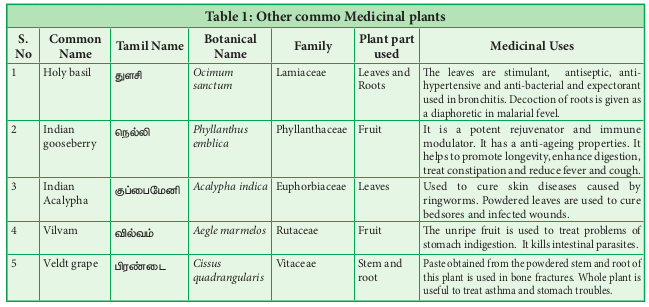 Table 1: Other commo Medicinal plants
S. No | Common Name | Tamil Name | Botanical Name | Family | Plant part used | Medicinal Uses
1 | Holy basil | துளசி | Ocimum sanctum | Lamiaceae | Leaves and Roots | The leaves are stimulant, antiseptic, anti-
hypertensive and anti-bacterial and expectorant
used in bronchitis. Decoction of roots is given as
a diaphoretic in malarial fevel.
2 | Indian gooseberry | நெல்லி | Phyllanthus emblica | Phyllanthaceae | Fruit | It is a potent rejuvenator and immune
modulator. It has a anti-ageing properties. It
helps to promote longevity, enhance digestion,
treat constipation and reduce fever and cough.
3 | Indian Acalypha | குப்பைமேனி | Acalypha indica | Euphorbiaceae | Leaves | Used to cure skin diseases caused by
ringworms. Powdered leaves are used to cure
bedsores and infected wounds.
4 | Vilvam | வில்வம் | Aegle marmelos | Rutaceae | Fruit | The unripe fruit is used to treat problems of
stomach indigestion. It kills intestinal parasites.
5 | Veldt grape | பிரண்டை | Cissus quadrangularis | Vitaceae | Stem and root | Paste obtained from the powdered stem and root of
this plant is used in bone fractures. Whole plant is
useful to treat asthma and stomach troubles.